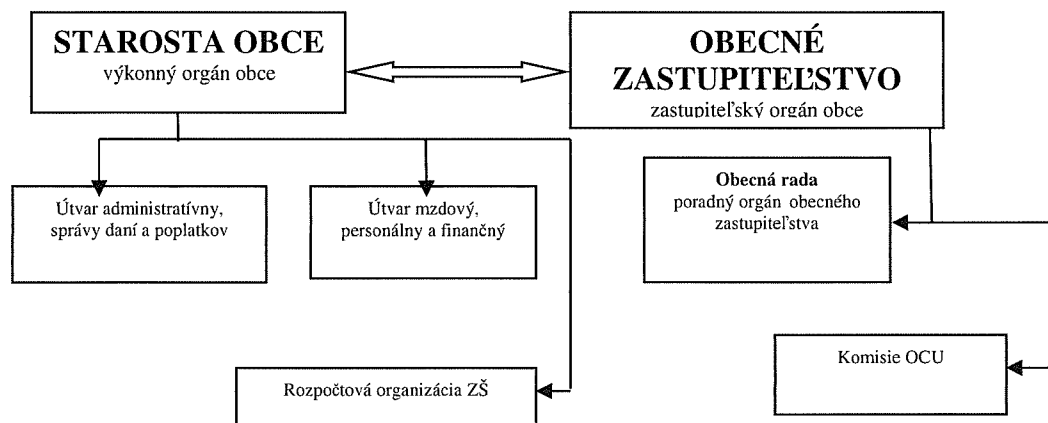 STAROSTA OBCE
výkonný orgán obce
OBECNÉ
ZASTUPITEĽSTVO
zastupiteľský orgán obce
Útvar administratívny,
správy daní a poplatkov
Útvar mzdový,
personálny a finančný
Obecná rada
poradný orgán obecného
zastupiteľstva
Rozpočtová organizácia ZŠ
Komisie OCU